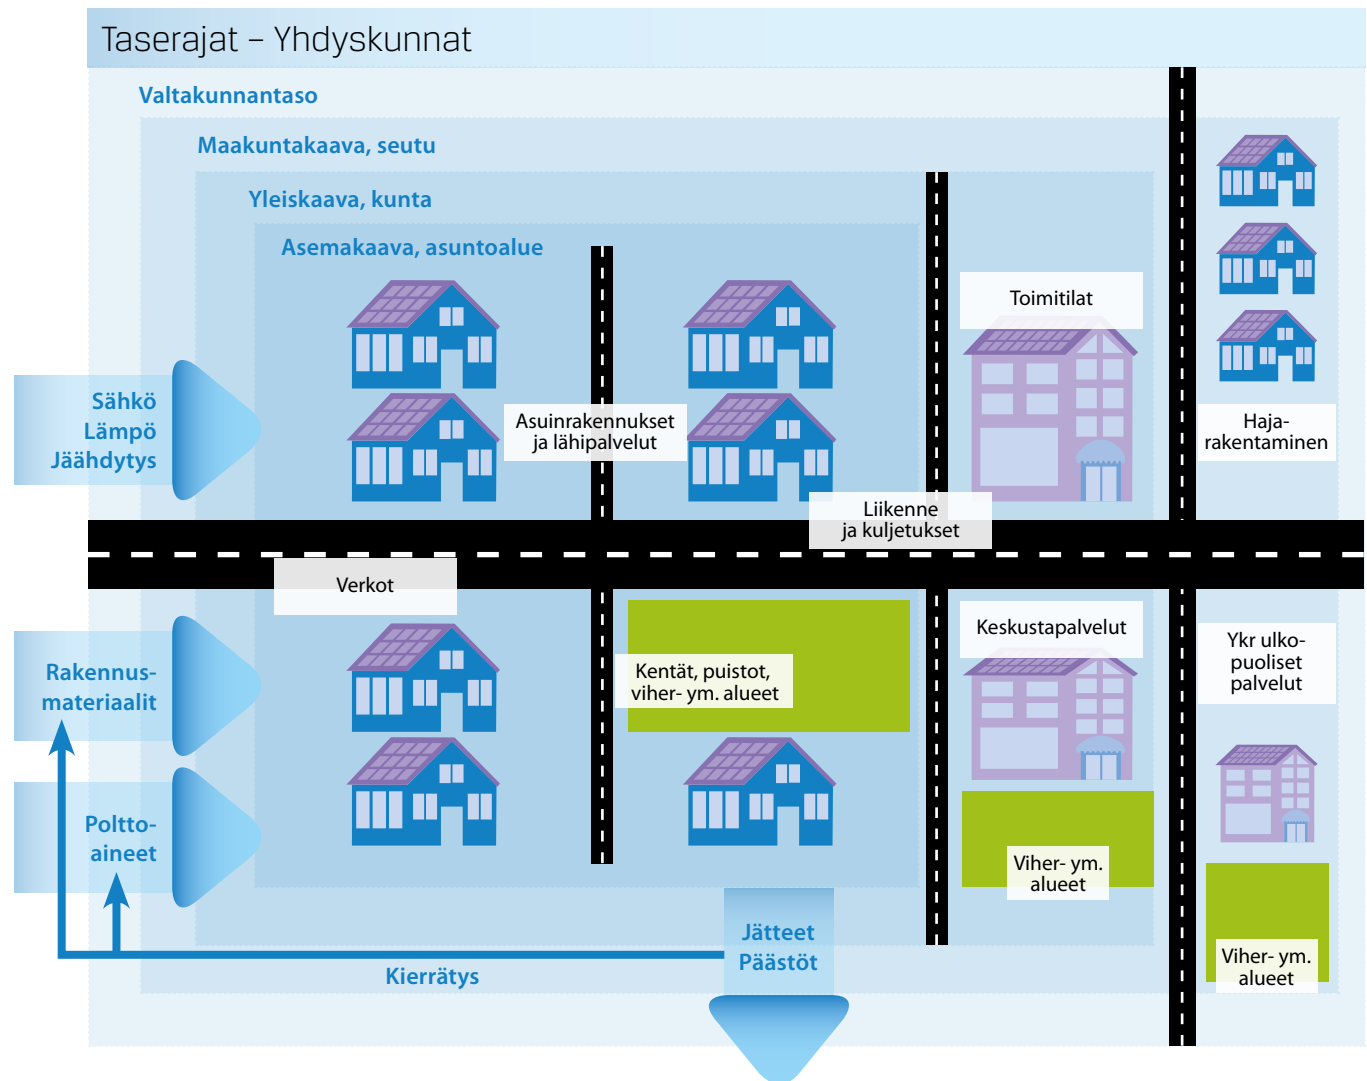 Taserajat – Yhdyskunnat
Valtakunnantaso
Maakuntakaava, seutu
Yleiskaava, kunta
Asemakaava, asuntoalue
Sähkö
Lämpö
Jäähdytys
Asuinrakennukset
ja lähipalvelut
Toimitilat
Haja-
rakentaminen
Liikenne
ja kuljetukset
Verkot
Rakennus-
materiaalit
Kentät, puistot,
viher- ym. alueet
Keskustapalvelut
Ykr ulko-
puoliset
palvelut
Poltto-
aineet
Viher- ym.
alueet
Viher- ym.
alueet
Jätteet
Päästöt
Kierrätys